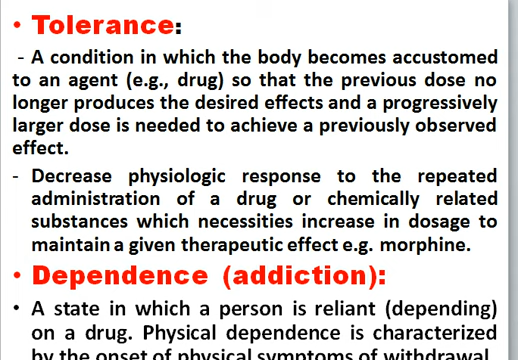 • Tolerance:
- A condition in which the body becomes accustomed
to an agent (e.g., drug) so that the previous dose no
longer produces the desired effects and a progressively
larger dose is needed to achieve a previously observed
effect.
- Decrease physiologic response to the repeated
administration of a drug or chemically related
substances which necessities increase in dosage to
maintain a given therapeutic effect e.g. morphine.
• Dependence (addiction):
• A state in which a person is reliant (depending)
on a drug. Physical dependence is characterized
by the onset of physical symptoms of withdrawal